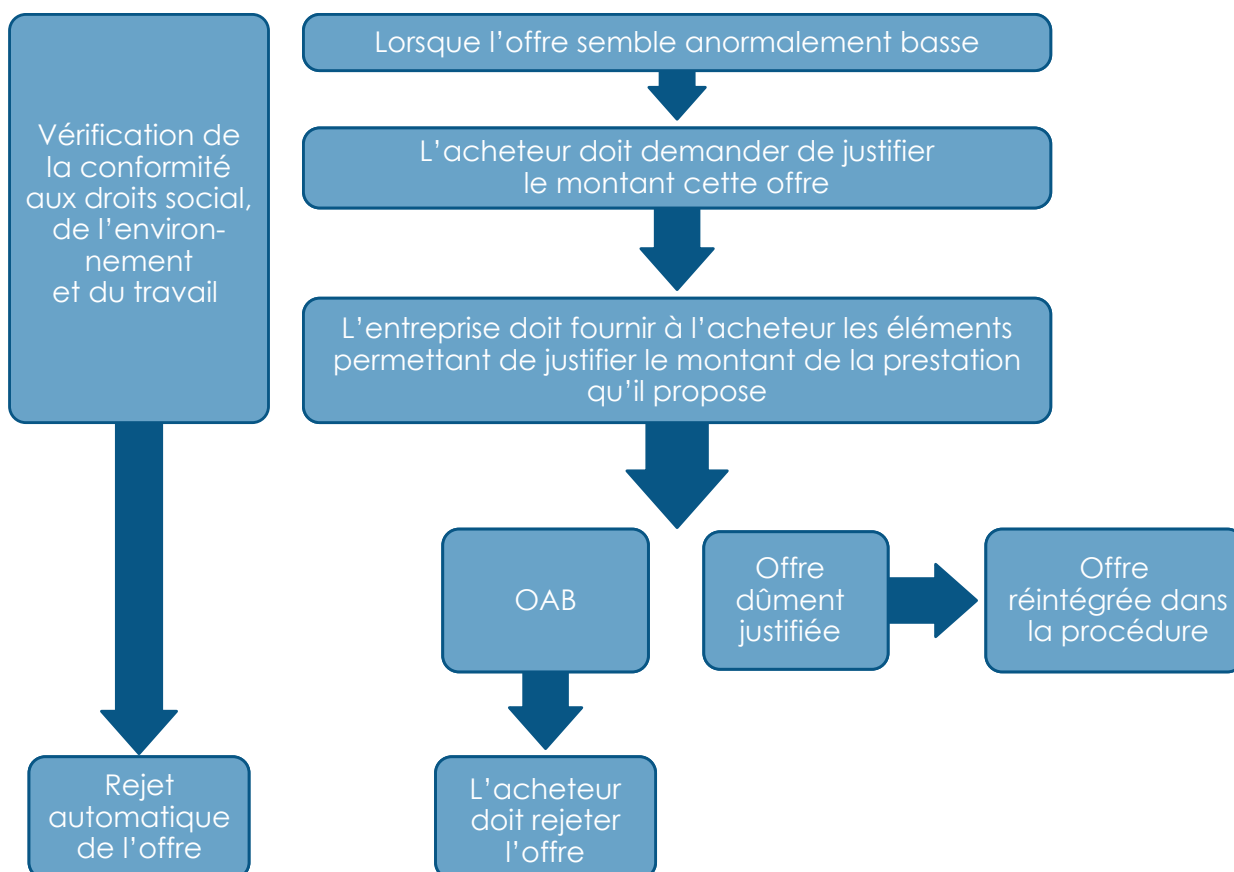 Vérification de
la conformité
aux droits social,
de l’environ-
nement
et du travail
Rejet
automatique
de l’offre
Lorsque l’offre semble anormalement basse
L’acheteur doit demander de justifier
le montant cette offre
L’entreprise doit fournir à l’acheteur les éléments
permettant de justifier le montant de la prestation
qu’il propose
OAB
Offre
dûment
justifiée
Offre
réintégrée dans
la procédure
L’acheteur
doit rejeter
l’offre